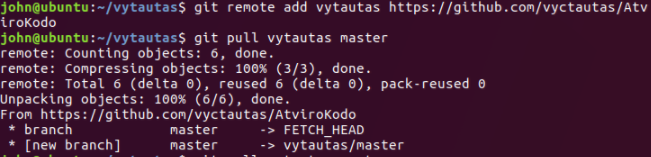 john@ubuntu:~/vytautas$ git remote add vytautas https://github.com/vyctautas/Atv
iroKodo
john@ubuntu:~/vytautas$ git pull vytautas master
remote: Counting objects: 6, done.
remote: Compressing objects: 100% (3/3), done.
remote: Total 6 (delta 0), reused 6 (delta 0), pack-reused 0
Unpacking objects: 100% (6/6), done.
From https://github.com/vyctautas/AtviroKodo
 * branch            master     -> FETCH_HEAD
 * [new branch]      master     -> vytautas/master